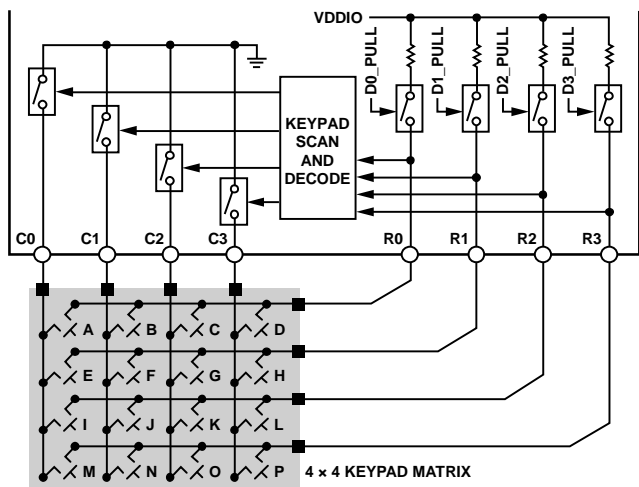 VDDIO
D0_PULL
D1_PULL
D2_PULL
D3_PULL
KEYPAD
SCAN
AND
DECODE
C0 C1 C2 C3 R0 R1 R2 R3
A B C D
E F G H
I J K L
M N O P
4 × 4 KEYPAD MATRIX